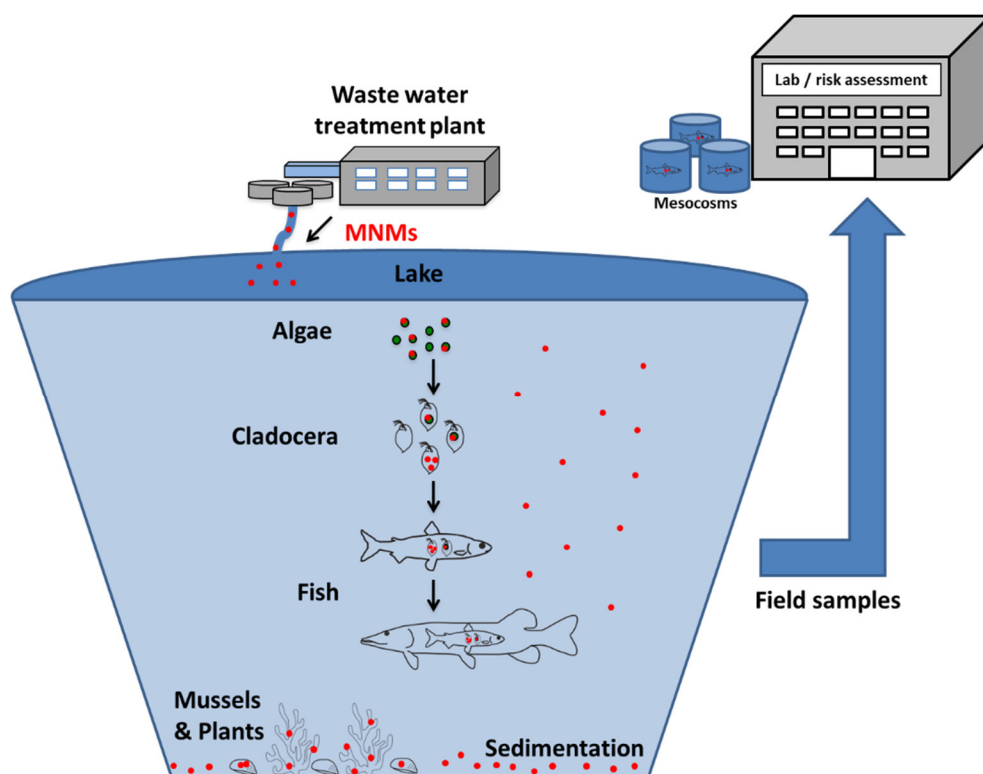 Lab / risk assessment
Waste water
treatment plant
Mesocosms
MNMs
Lake
Algae
Cladocera
Fish
Field samples
Mussels
& Plants
Sedimentation